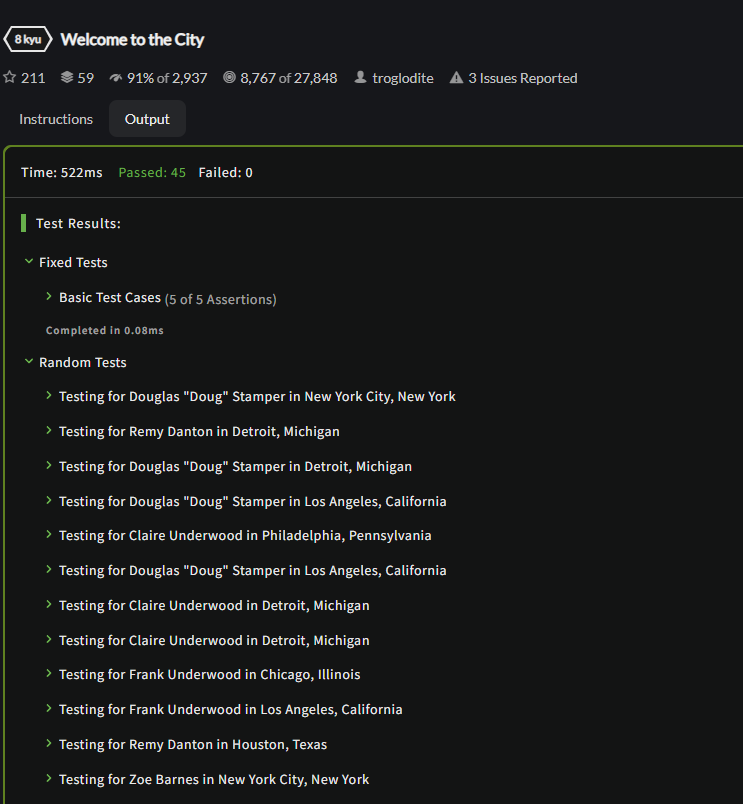 8 kyu Welcome to the City
211 59 91% of 2,937 8,767 of 27,848 troglodite 3 Issues Reported
Instructions Output
Time: 522ms Passed: 45 Failed: 0
Test Results:
Fixed Tests
Basic Test Cases (5 of 5 Assertions)
Completed in 0.08ms
Random Tests
Testing for Douglas "Doug" Stamper in New York City, New York
Testing for Remy Danton in Detroit, Michigan
Testing for Douglas "Doug" Stamper in Detroit, Michigan
Testing for Douglas "Doug" Stamper in Los Angeles, California
Testing for Claire Underwood in Philadelphia, Pennsylvania
Testing for Douglas "Doug" Stamper in Los Angeles, California
Testing for Claire Underwood in Detroit, Michigan
Testing for Claire Underwood in Detroit, Michigan
Testing for Frank Underwood in Chicago, Illinois
Testing for Frank Underwood in Los Angeles, California
Testing for Remy Danton in Houston, Texas
Testing for Zoe Barnes in New York City, New York